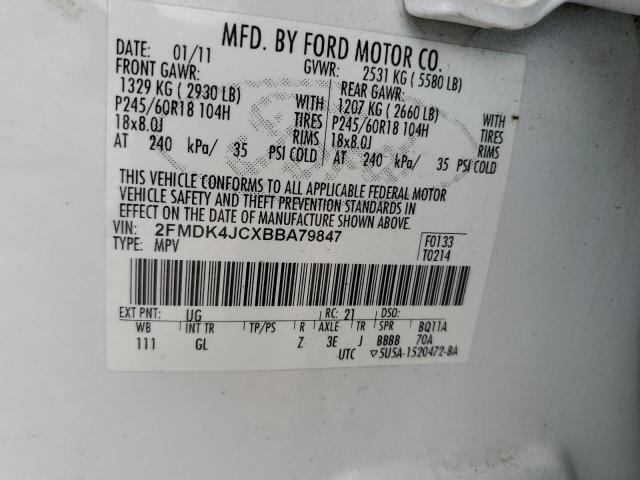 MFD. BY FORD MOTOR CO.
DATE: 01/11 GVWR: 2531 KG ( 5580 LB)
FRONT GAWR: REAR GAWR:
1329 KG ( 2930 LB) 1207 KG ( 2660 LB)
P245/60R18 104H WITH TIRES P245/60R18 104H WITH TIRES
18x8.0J RIMS 18x8.0J RIMS
AT 240 kPa/ 35 PSI COLD AT 240 kPa/ 35 PSI COLD
THIS VEHICLE CONFORMS TO ALL APPLICABLE FEDERAL MOTOR
VEHICLE SAFETY AND THEFT PREVENTION STANDARDS IN
EFFECT ON THE DATE OF MANUFACTURE SHOWN ABOVE.
VIN: 2FMDK4JCXBBA79847 F0133
TYPE: MPV T0214
EXT PNT: UG RC: 21 DSO:
WB INT TR TP/PS R AXLE TR SPR BQ11A
111 GL Z 3E J BBBB 70A
UTC ▽5U5A-1520472-BA